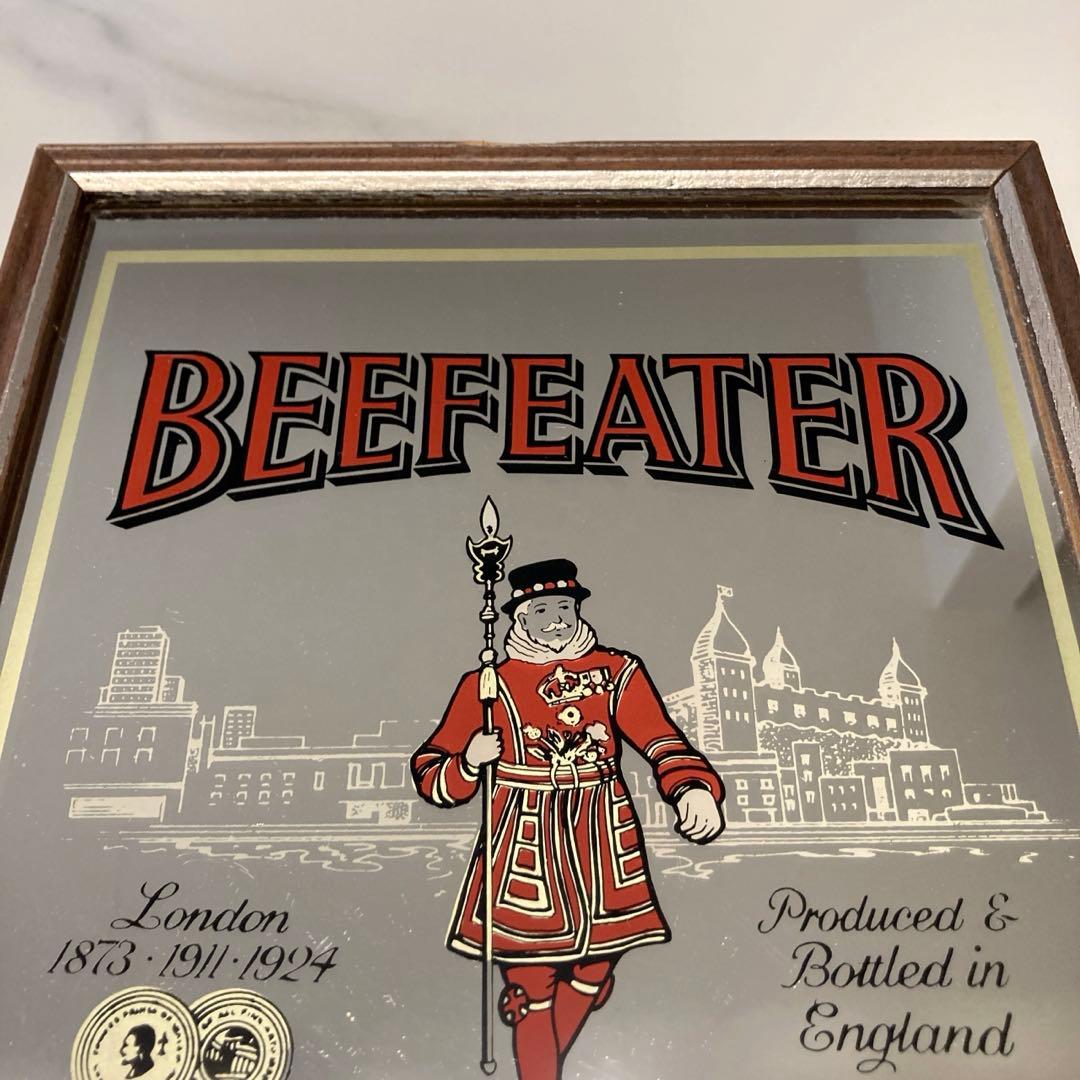 BEEFEATER
London
1873 · 1911 · 1924
Produced &
Bottled in
England